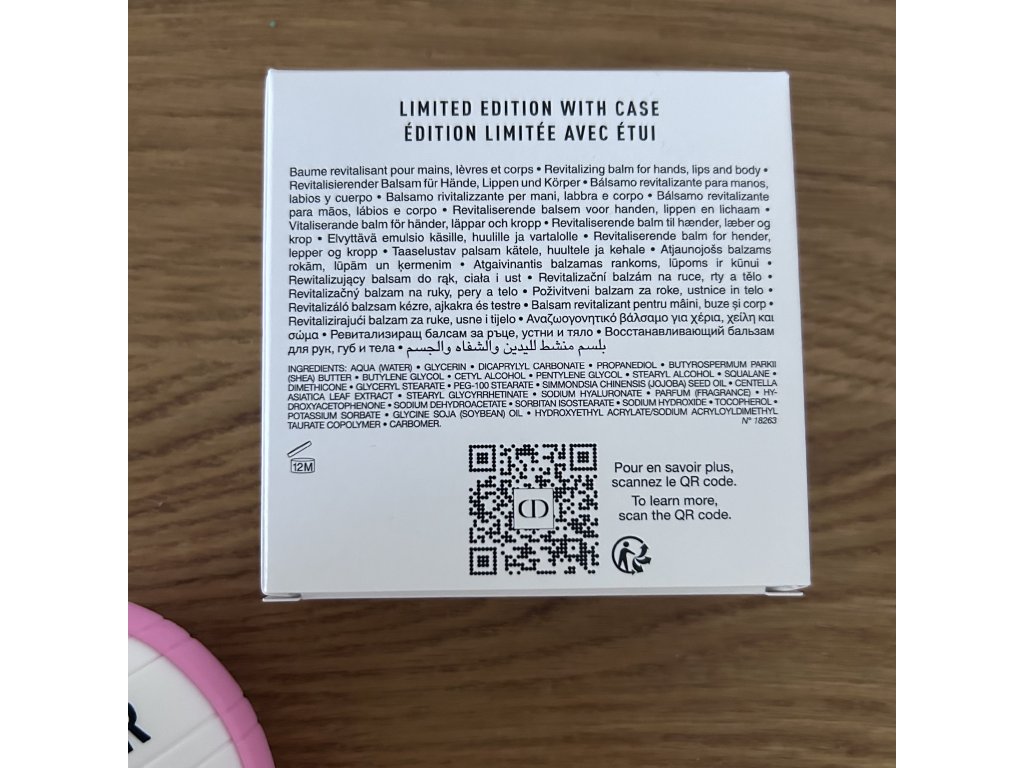 LIMITED EDITION WITH CASE
ÉDITION LIMITÉE AVEC ÉTUI
Baume revitalisant pour mains, lèvres et corps • Revitalizing balm for hands, lips and body •
Revitalisierender Balsam für Hände, Lippen und Körper • Bálsamo revitalizante para manos,
labios y cuerpo • Balsamo rivitalizzante per mani, labbra e corpo • Bálsamo revitalizante
para mãos, lábios e corpo • Revitaliserende balsem voor handen, lippen en lichaam •
Vitaliserande balm för händer, läppar och kropp • Revitaliserende balm til hænder, læber og
krop • Elvyttävä emulsio käsille, huulille ja vartalolle • Revitaliserende balm for hender,
lepper og kropp • Taaselustav palsam kätele, huultele ja kehale • Atjaunojošs balzams
rokām, lūpām un ķermenim • Atgaivinantis balzamas rankoms, lūpoms ir kūnui •
Rewitalizujący balsam do rąk, ciała i ust • Revitalizační balzám na ruce, rty a tělo •
Revitalizačný balzam na ruky, pery a telo • Poživitveni balzam za roke, ustnice in telo •
Revitalizáló balzsam kézre, ajkakra és testre • Balsam revitalizant pentru mâini, buze și corp •
Revitalizirajući balzam za ruke, usne i tijelo • Αναζωογονητικό βάλσαμο για χέρια, χείλη και
σώμα • Ревитализиращ балсам за ръце, устни и тяло • Восстанавливающий бальзам
для рук, губ и тела • بلسم منشط لليدين والشفاه والجسم
INGREDIENTS: AQUA (WATER) • GLYCERIN • DICAPRYLYL CARBONATE • PROPANEDIOL • BUTYROSPERMUM PARKII
(SHEA) BUTTER • BUTYLENE GLYCOL • CETYL ALCOHOL • PENTYLENE GLYCOL • STEARYL ALCOHOL • SQUALANE •
DIMETHICONE • GLYCERYL STEARATE • PEG-100 STEARATE • SIMMONDSIA CHINENSIS (JOJOBA) SEED OIL • CENTELLA
ASIATICA LEAF EXTRACT • STEARYL GLYCYRRHETINATE • SODIUM HYALURONATE • PARFUM (FRAGRANCE) • HY-
DROXYACETOPHENONE • SODIUM DEHYDROACETATE • SORBITAN ISOSTEARATE • SODIUM HYDROXIDE • TOCOPHEROL •
POTASSIUM SORBATE • GLYCINE SOJA (SOYBEAN) OIL • HYDROXYETHYL ACRYLATE/SODIUM ACRYLOYLDIMETHYL
TAURATE COPOLYMER • CARBOMER. N° 18263
12M
CD
Pour en savoir plus,
scannez le QR code.
To learn more,
scan the QR code.
ER